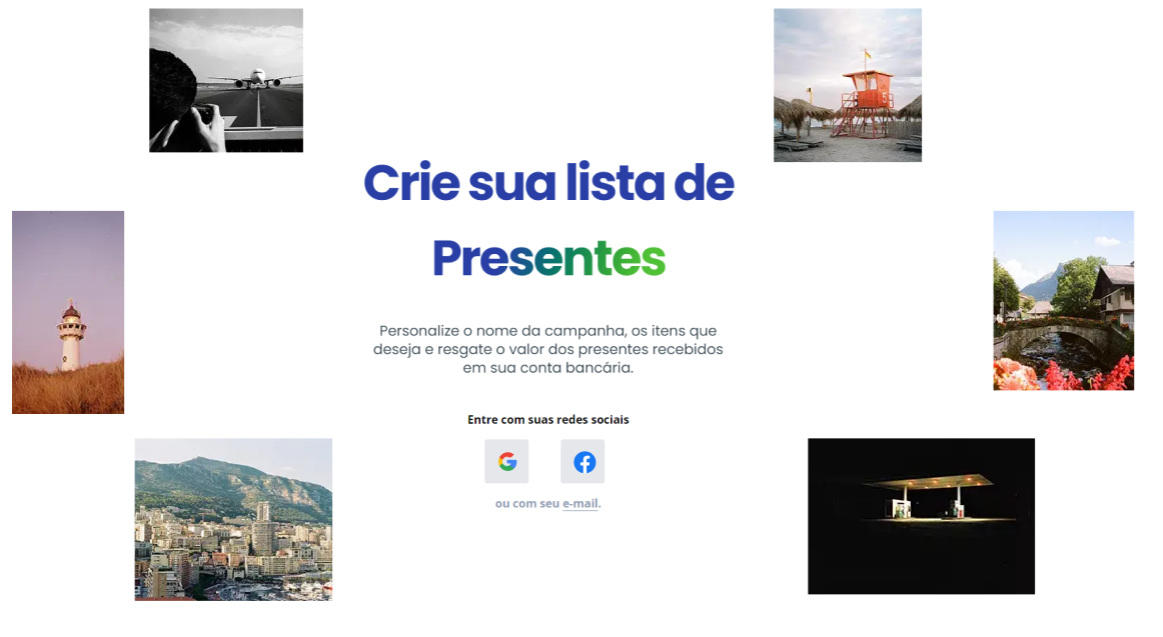 Crie sua lista de
Presentes
Personalize o nome da campanha, os itens que
deseja e resgate o valor dos presentes recebidos
em sua conta bancária.
Entre com suas redes sociais
ou com seu e-mail.